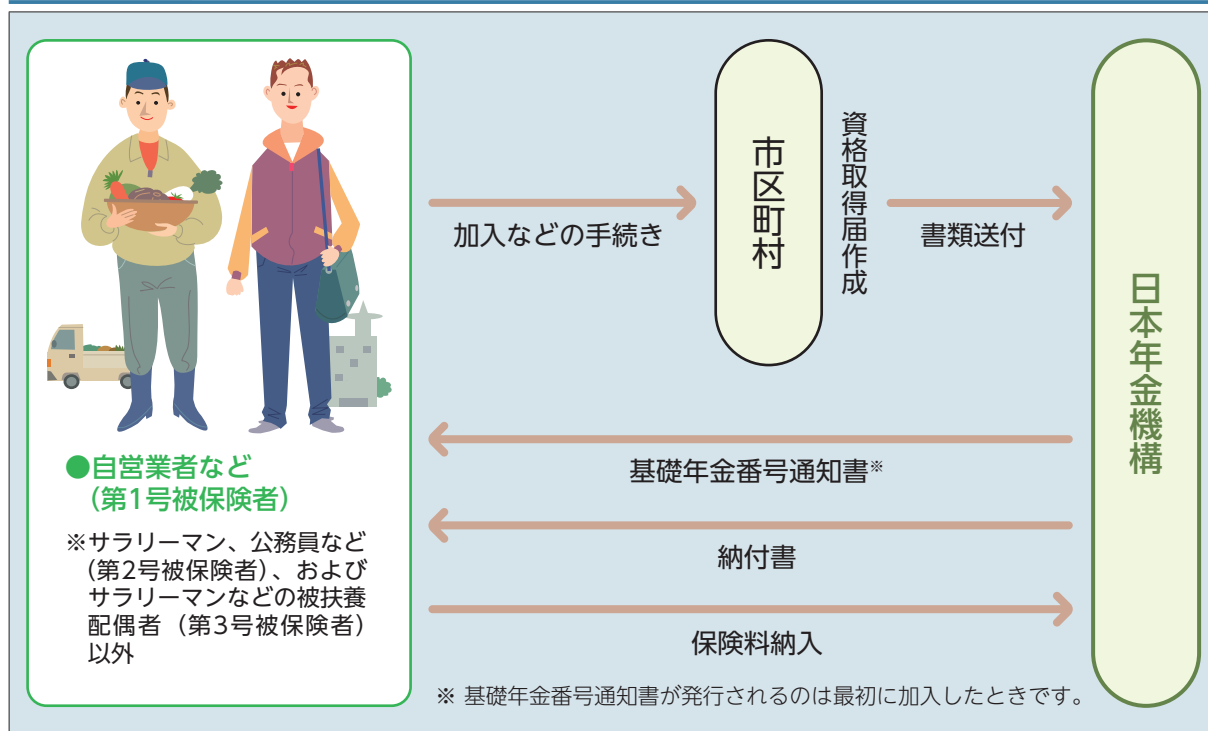 ●自営業者など
（第1号被保険者）
※サラリーマン、公務員など
（第2号被保険者）、および
サラリーマンなどの被扶養
配偶者（第3号被保険者）
以外
加入などの手続き
市区町村
資格取得届作成
書類送付
日本年金機構
基礎年金番号通知書※
納付書
保険料納入
※ 基礎年金番号通知書が発行されるのは最初に加入したときです。